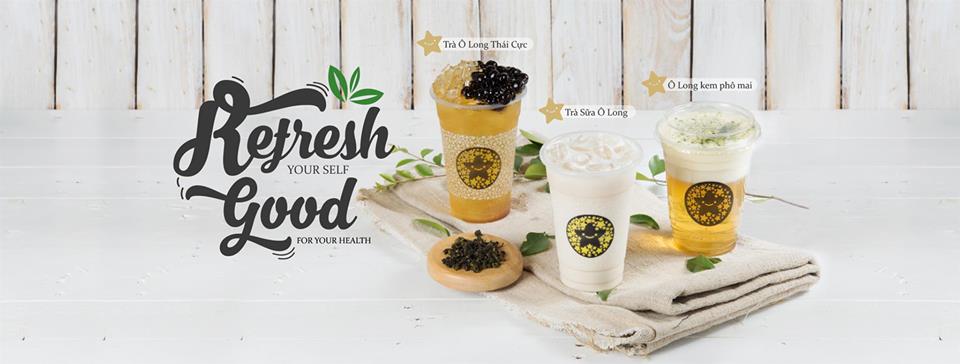 Refresh
YOUR SELF
Good
FOR YOUR HEALTH
Trà Ô Long Thái Cực
Trà Sữa Ô Long
Ô Long kem phô mai